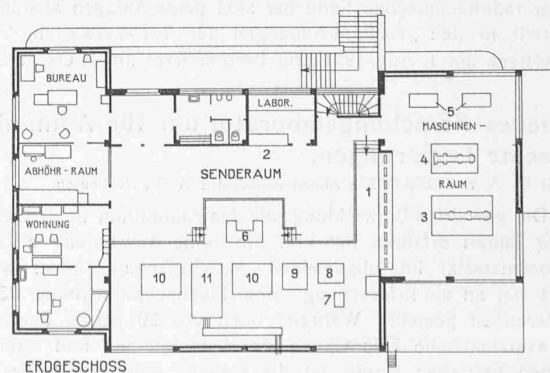 BUREAU
LABOR.
5
MASCHINEN
2
4
ABHÖHR-RAUM
SENDERAUM
1
RAUM
3
WOHNUNG
6
10
11
9
8
7
ERDGESCHOSS